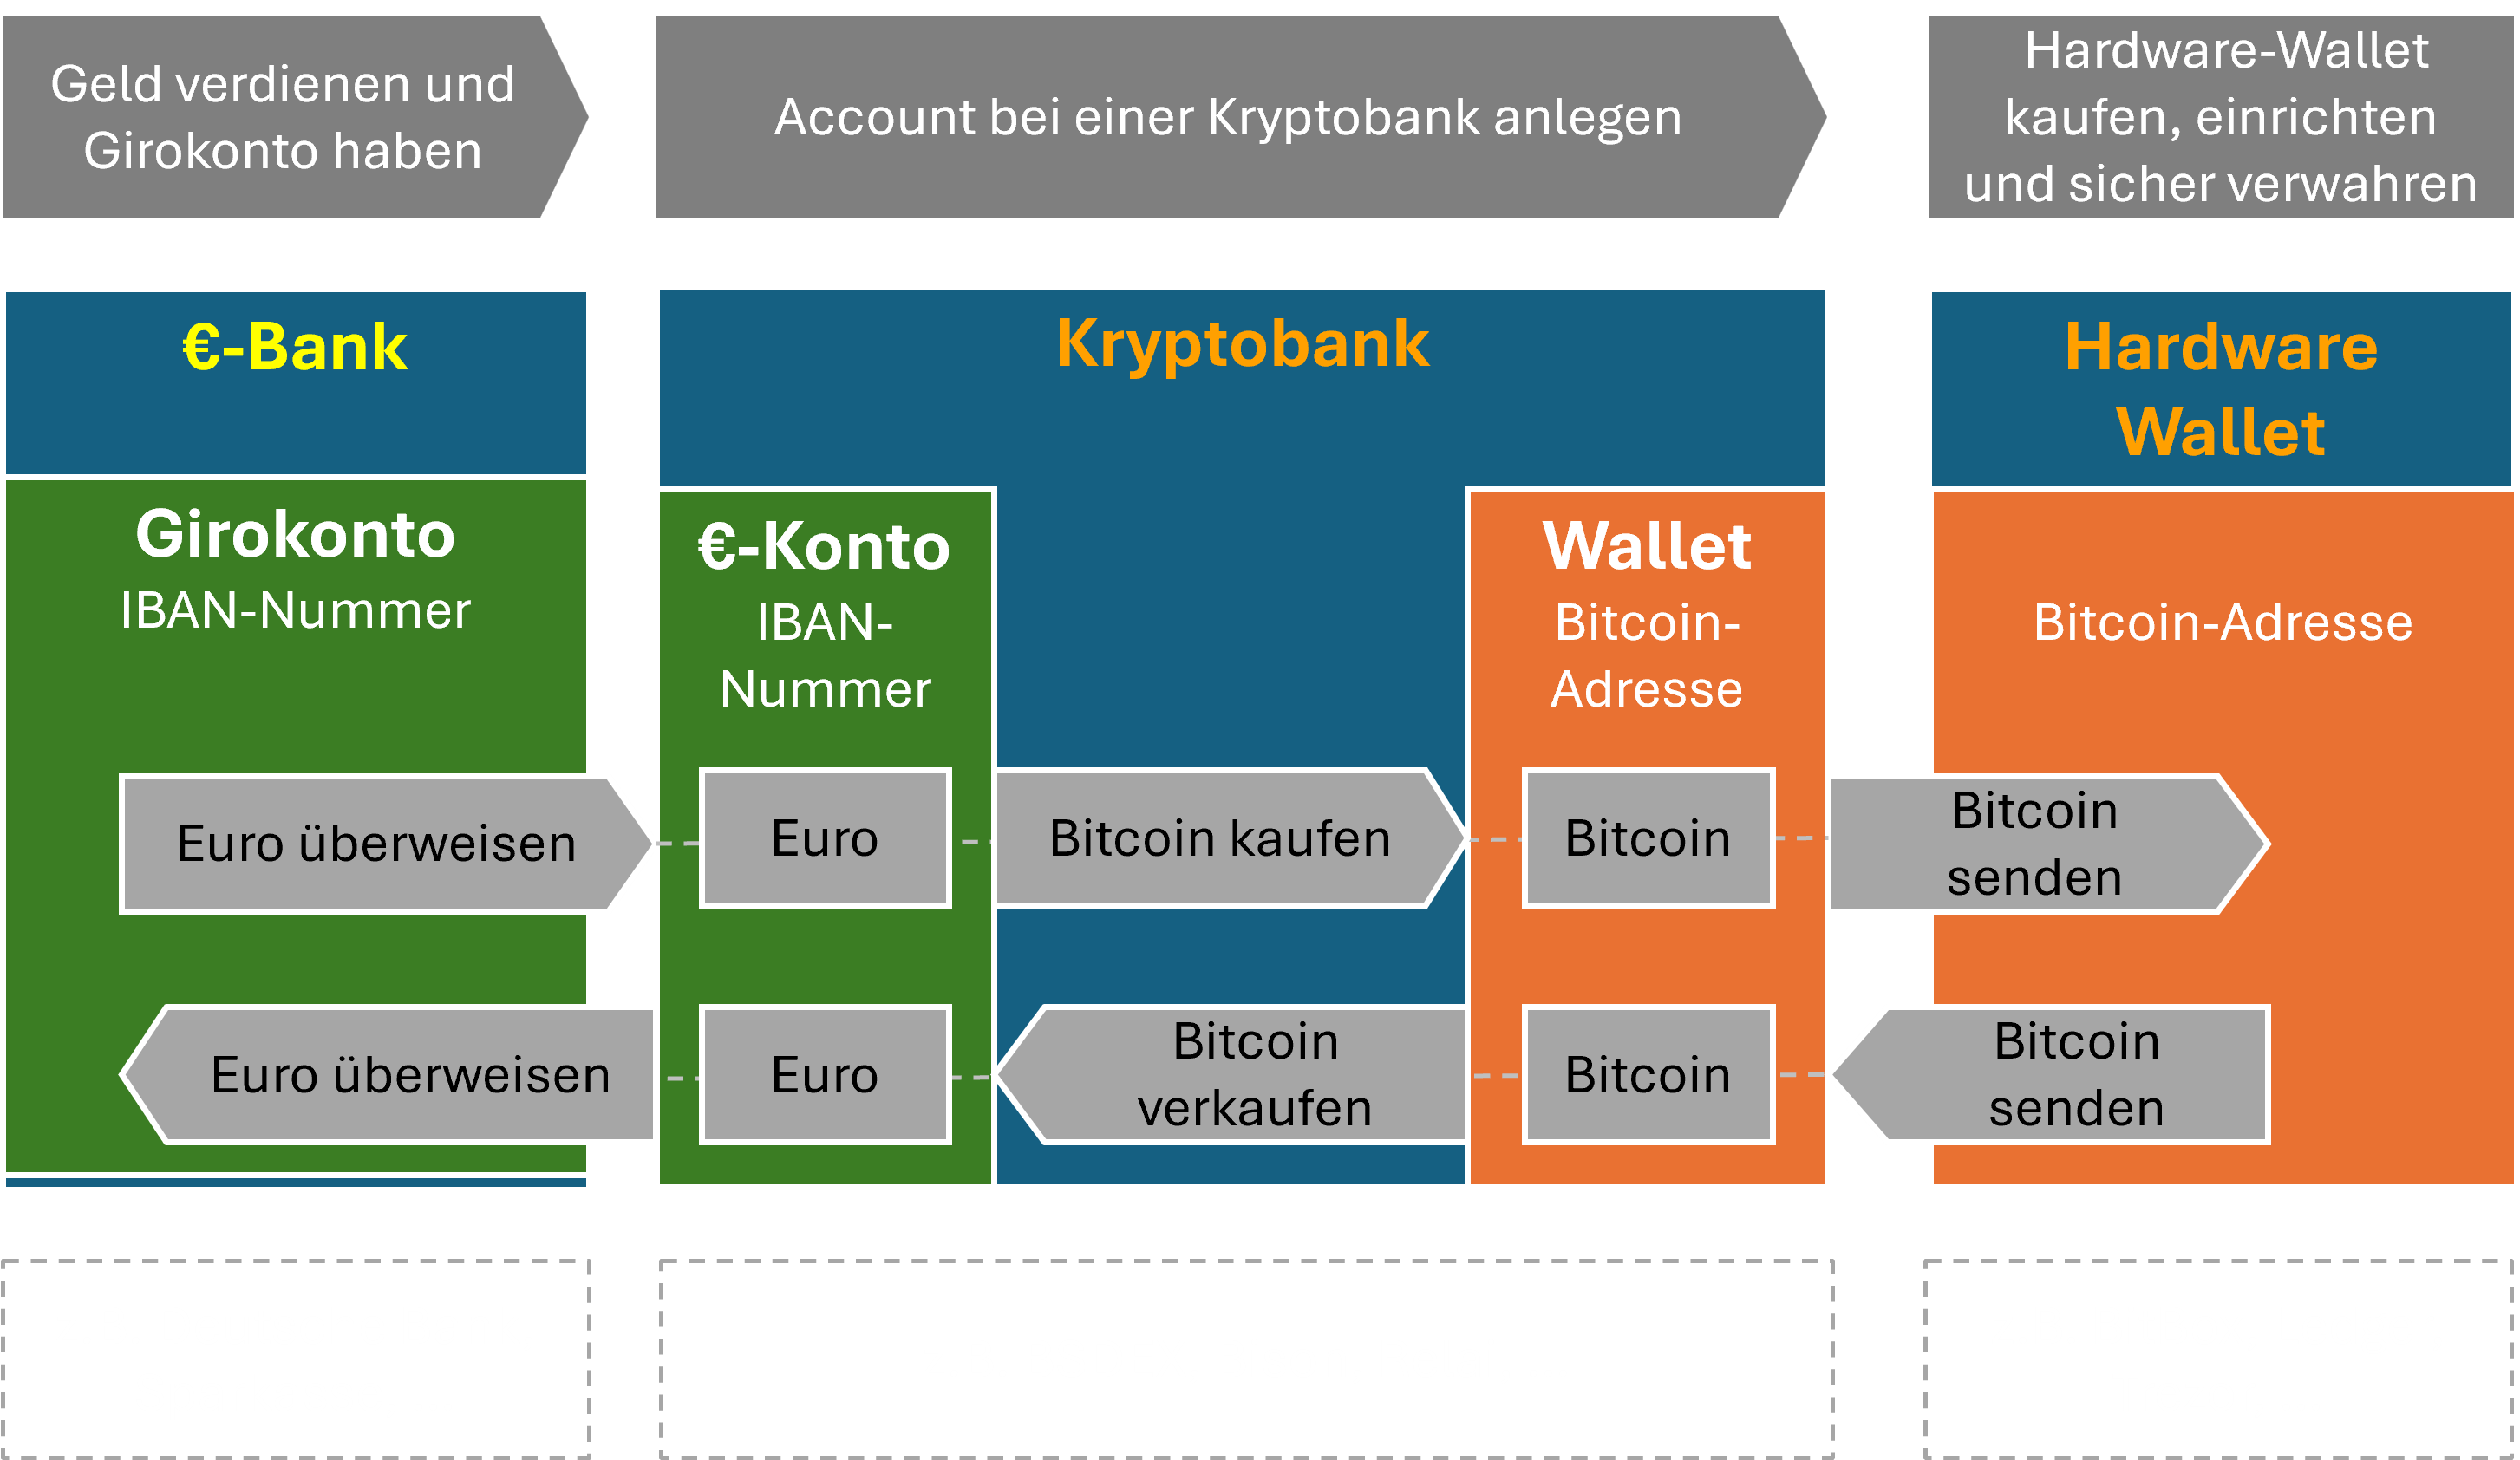 Geld verdienen und
Girokonto haben
Account bei einer Kryptobank anlegen
Hardware-Wallet
kaufen, einrichten
und sicher verwahren
€-Bank
Kryptobank
Hardware
Wallet
Girokonto
IBAN-Nummer
€-Konto
IBAN-
Nummer
Wallet
Bitcoin-
Adresse
Bitcoin-Adresse
Euro überweisen
Euro
Bitcoin kaufen
Bitcoin
Bitcoin
senden
Euro überweisen
Euro
Bitcoin
verkaufen
Bitcoin
Bitcoin
senden